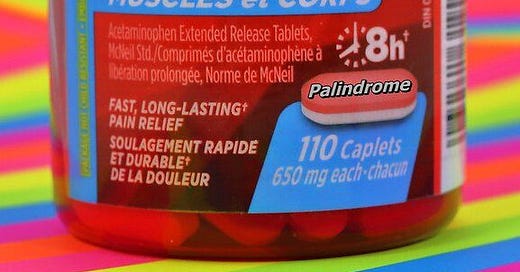 MUSCLES et CORPS
Acetaminophen Extended Release Tablets,
McNeil Std./Comprimés d'acétaminophène à
libération prolongée, Norme de McNeil
8h†
Palindrome
FAST, LONG-LASTING†
PAIN RELIEF
SOULAGEMENT RAPIDE
ET DURABLE†
DE LA DOULEUR
110 Caplets
650 mg each·chacun
DIN